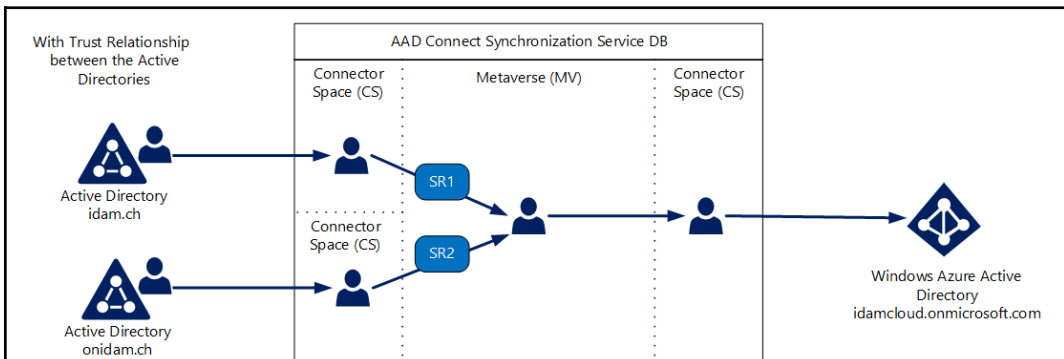 With Trust Relationship
between the Active
Directories
AAD Connect Synchronization Service DB
Connector
Space (CS)
Metaverse (MV)
Connector
Space (CS)
Active Directory
idam.ch
SR1
Connector
Space (CS)
SR2
Active Directory
onidam.ch
Windows Azure Active
Directory
idamcloud.onmicrosoft.com